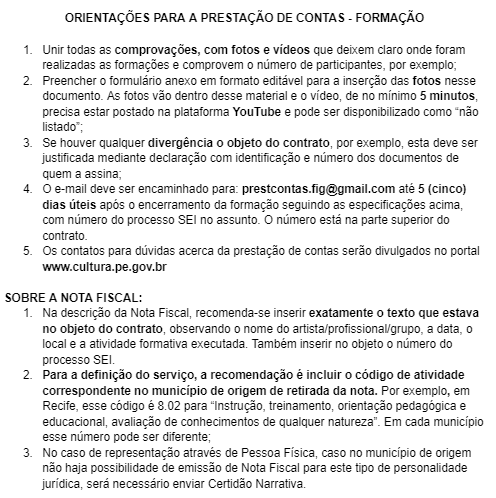 ORIENTAÇÕES PARA A PRESTAÇÃO DE CONTAS - FORMAÇÃO
1. Unir todas as comprovações, com fotos e vídeos que deixem claro onde foram
realizadas as formações e comprovem o número de participantes, por exemplo;
2. Preencher o formulário anexo em formato editável para a inserção das fotos nesse
documento. As fotos vão dentro desse material e o vídeo, de no mínimo 5 minutos,
precisa estar postado na plataforma YouTube e pode ser disponibilizado como “não
listado”;
3. Se houver qualquer divergência o objeto do contrato, por exemplo, esta deve ser
justificada mediante declaração com identificação e número dos documentos de
quem a assina;
4. O e-mail deve ser encaminhado para: prestcontas.fig@gmail.com até 5 (cinco)
dias úteis após o encerramento da formação seguindo as especificações acima,
com número do processo SEI no assunto. O número está na parte superior do
contrato.
5. Os contatos para dúvidas acerca da prestação de contas serão divulgados no portal
www.cultura.pe.gov.br
SOBRE A NOTA FISCAL:
1. Na descrição da Nota Fiscal, recomenda-se inserir exatamente o texto que estava
no objeto do contrato, observando o nome do artista/profissional/grupo, a data, o
local e a atividade formativa executada. Também inserir no objeto o número do
processo SEI.
2. Para a definição do serviço, a recomendação é incluir o código de atividade
correspondente no município de origem de retirada da nota. Por exemplo, em
Recife, esse código é 8.02 para “Instrução, treinamento, orientação pedagógica e
educacional, avaliação de conhecimentos de qualquer natureza”. Em cada município
esse número pode ser diferente;
3. No caso de representação através de Pessoa Física, caso no município de origem
não haja possibilidade de emissão de Nota Fiscal para este tipo de personalidade
jurídica, será necessário enviar Certidão Narrativa.